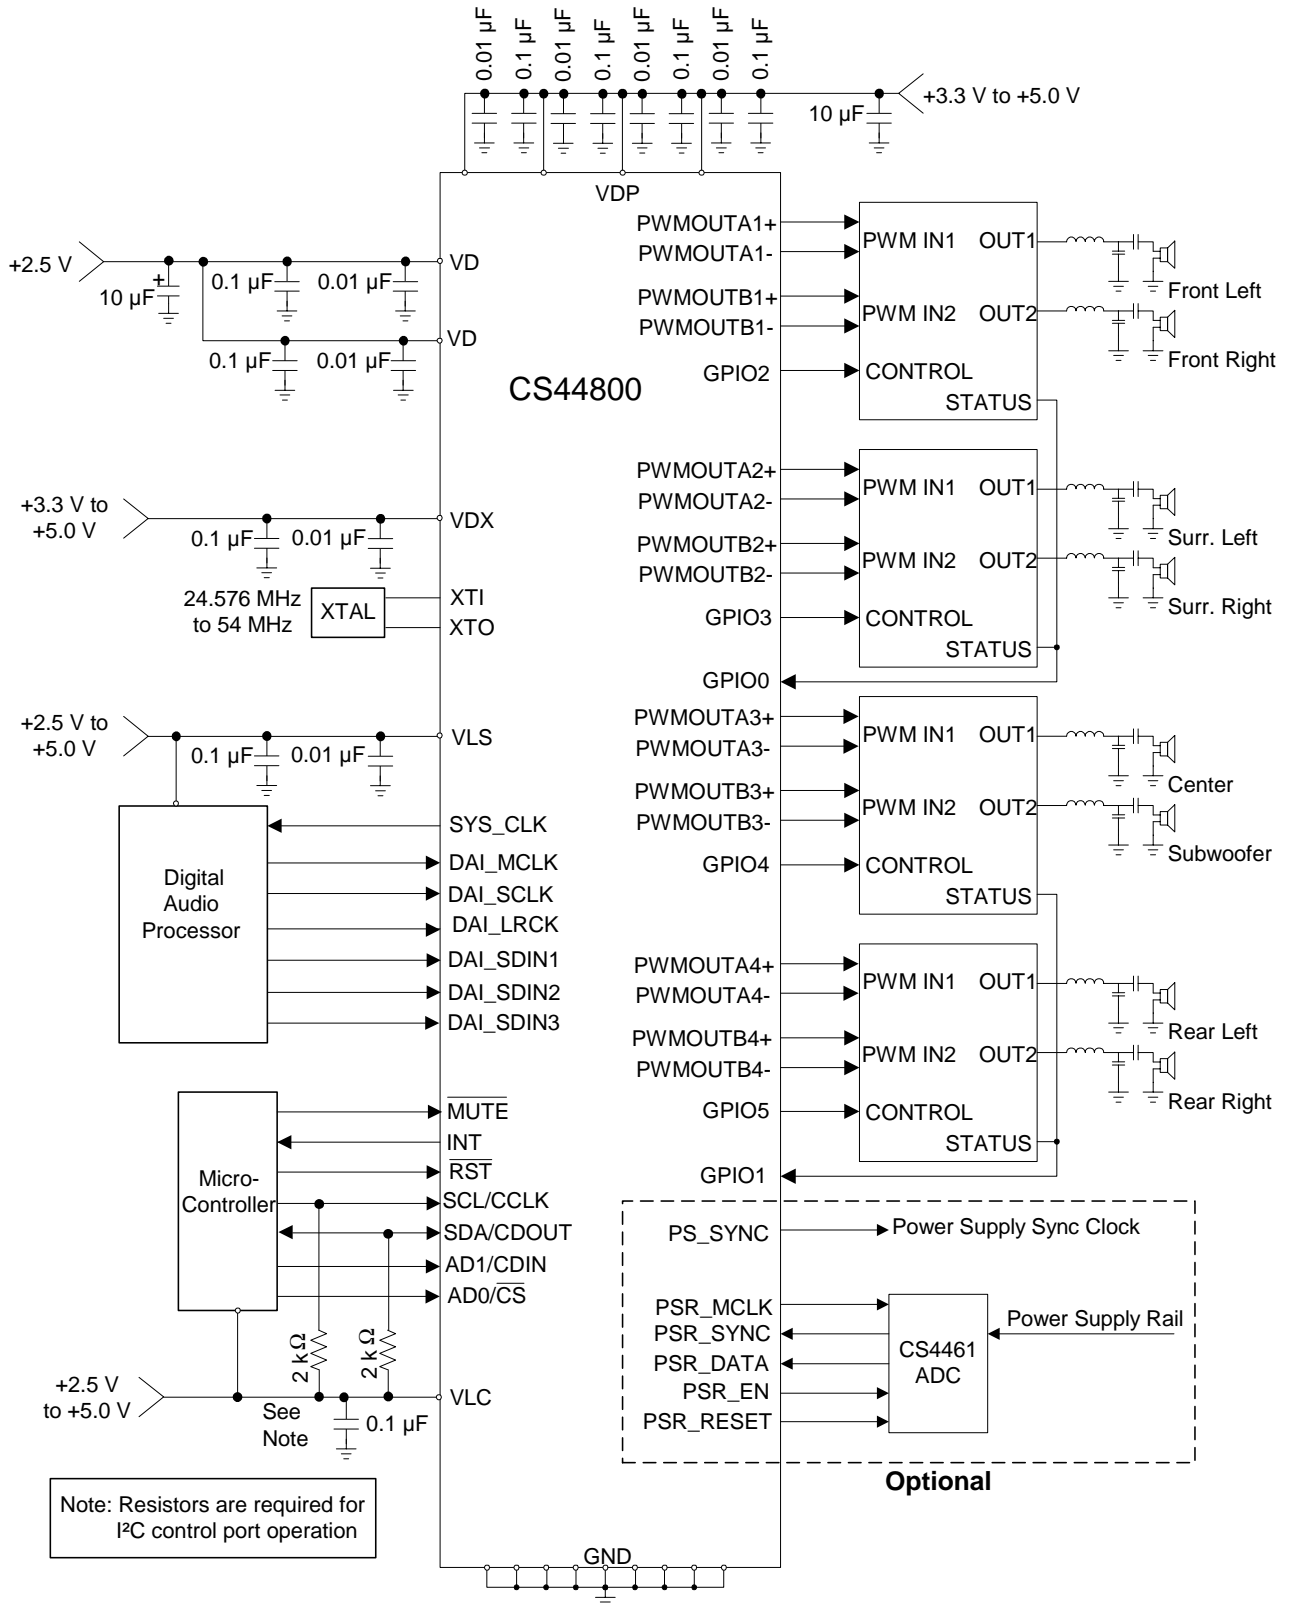 0.01 µF
0.1 µF
0.01 µF
0.1 µF
0.01 µF
0.1 µF
0.01 µF
0.1 µF
10 µF
+3.3 V to +5.0 V
VDP
CS44800
+2.5 V
10 µF
+
0.1 µF
0.01 µF
VD
0.1 µF
0.01 µF
VD
+3.3 V to
+5.0 V
0.1 µF
0.01 µF
VDX
24.576 MHz
to 54 MHz
XTAL
XTI
XTO
+2.5 V to
+5.0 V
0.1 µF
0.01 µF
VLS
Digital
Audio
Processor
SYS_CLK
DAI_MCLK
DAI_SCLK
DAI_LRCK
DAI_SDIN1
DAI_SDIN2
DAI_SDIN3
Micro-
Controller
MUTE
INT
RST
SCL/CCLK
SDA/CDOUT
AD1/CDIN
AD0/CS
2 kΩ
2 kΩ
+2.5 V
to +5.0 V
See
Note
0.1 µF
VLC
Note: Resistors are required for
I²C control port operation
GND
PWMOUTA1+
PWMOUTA1-
PWMOUTB1+
PWMOUTB1-
GPIO2
PWM IN1
OUT1
PWM IN2
OUT2
CONTROL
STATUS
Front Left
Front Right
PWMOUTA2+
PWMOUTA2-
PWMOUTB2+
PWMOUTB2-
GPIO3
GPIO0
PWM IN1
OUT1
PWM IN2
OUT2
CONTROL
STATUS
Surr. Left
Surr. Right
PWMOUTA3+
PWMOUTA3-
PWMOUTB3+
PWMOUTB3-
GPIO4
PWM IN1
OUT1
PWM IN2
OUT2
CONTROL
STATUS
Center
Subwoofer
PWMOUTA4+
PWMOUTA4-
PWMOUTB4+
PWMOUTB4-
GPIO5
GPIO1
PWM IN1
OUT1
PWM IN2
OUT2
CONTROL
STATUS
Rear Left
Rear Right
PS_SYNC
Power Supply Sync Clock
PSR_MCLK
PSR_SYNC
PSR_DATA
PSR_EN
PSR_RESET
CS4461
ADC
Power Supply Rail
Optional